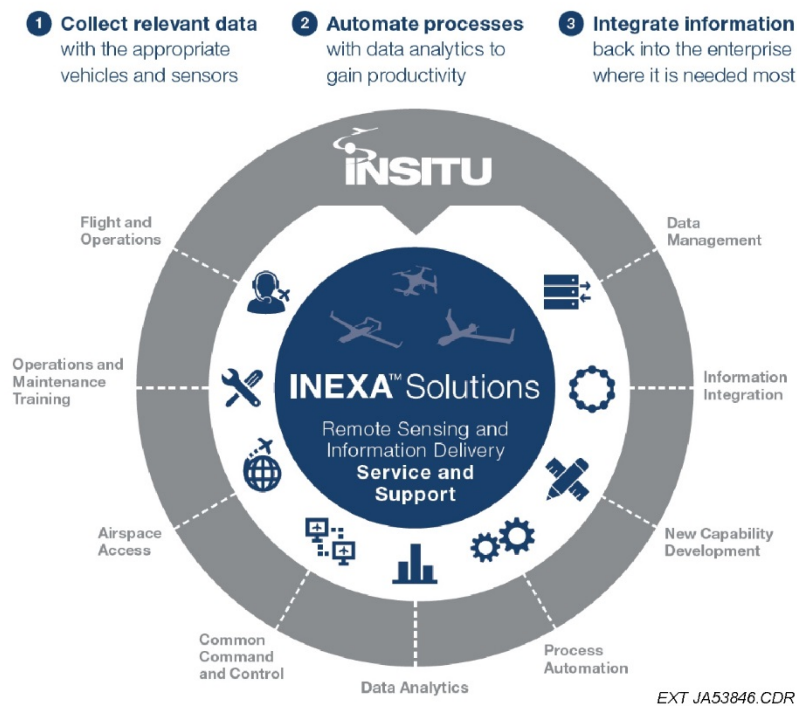 1 Collect relevant data
with the appropriate
vehicles and sensors
2 Automate processes
with data analytics to
gain productivity
3 Integrate information
back into the enterprise
where it is needed most
INSITU
Flight and
Operations
Data
Management
Operations and
Maintenance
Training
INEXA™ Solutions
Remote Sensing and
Information Delivery
Service and
Support
Information
Integration
Airspace
Access
New Capability
Development
Common
Command
and Control
Data Analytics
Process
Automation
EXT JA53846.CDR